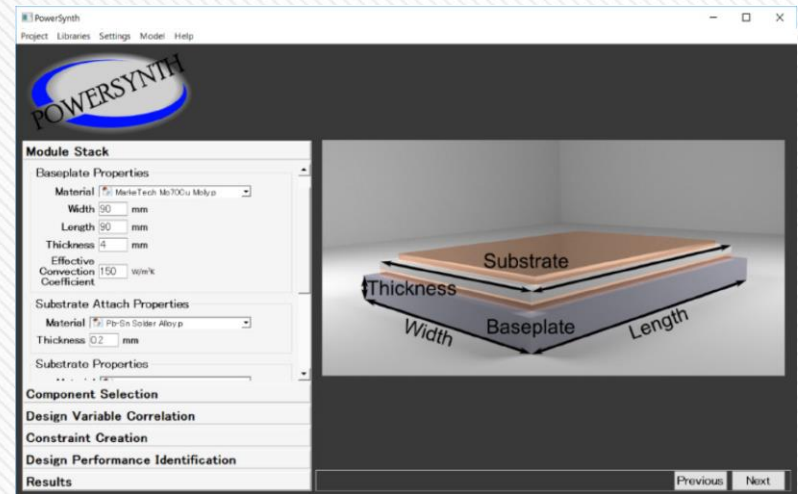 PowerSynth
Project Libraries Settings Model Help
POWERSYNTH
Module Stack
Baseplate Properties
Material MarkeTech Mo70Cu Moly.p
Width 90 mm
Length 90 mm
Thickness 4 mm
Effective
Convection 150 W/m²K
Coefficient
Substrate Attach Properties
Material Pb-Sn Solder Alloy.p
Thickness 0.2 mm
Substrate Properties
Component Selection
Design Variable Correlation
Constraint Creation
Design Performance Identification
Results
Substrate
Thickness
Width
Baseplate
Length
Previous Next